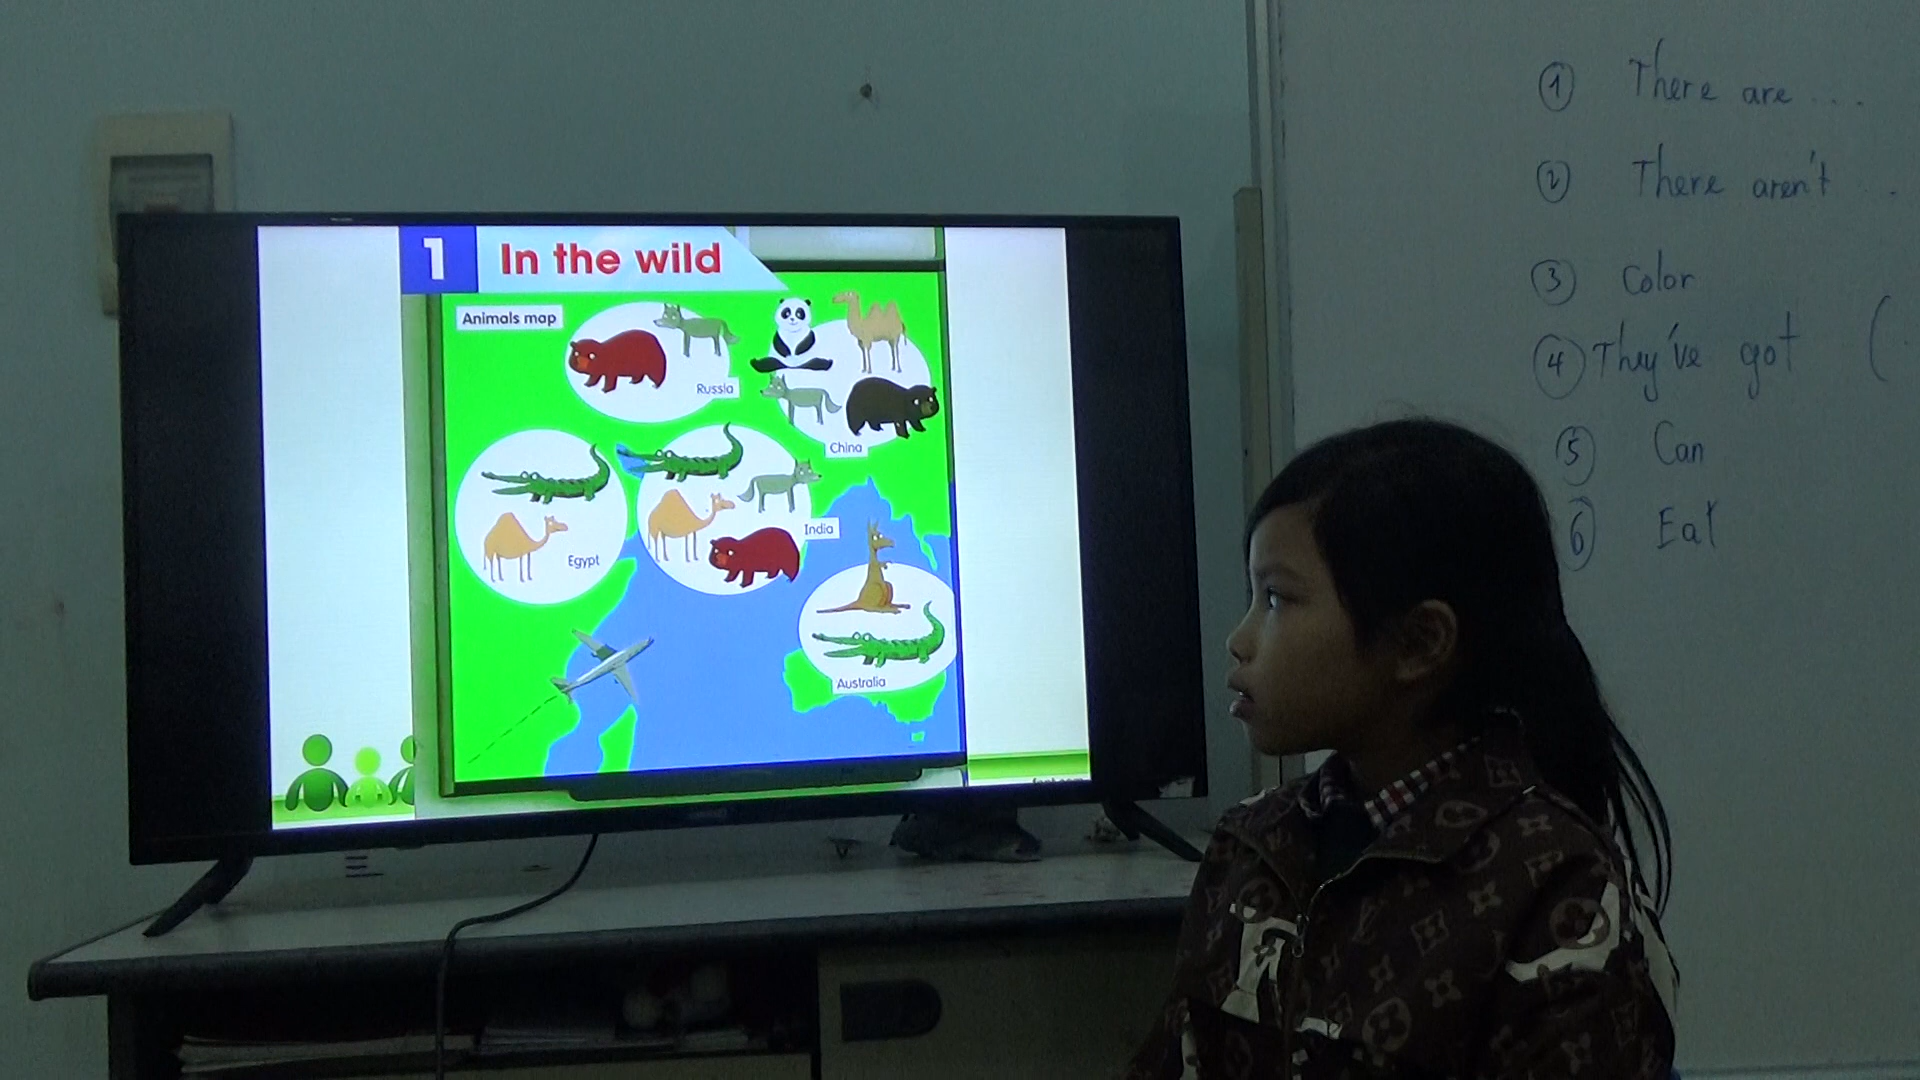 1 In the wild
Animals map
Russia
China
India
Egypt
Australia
① There are ....
② There aren't . .
③ Color
④ They've got (
⑤ Can
⑥ Eat